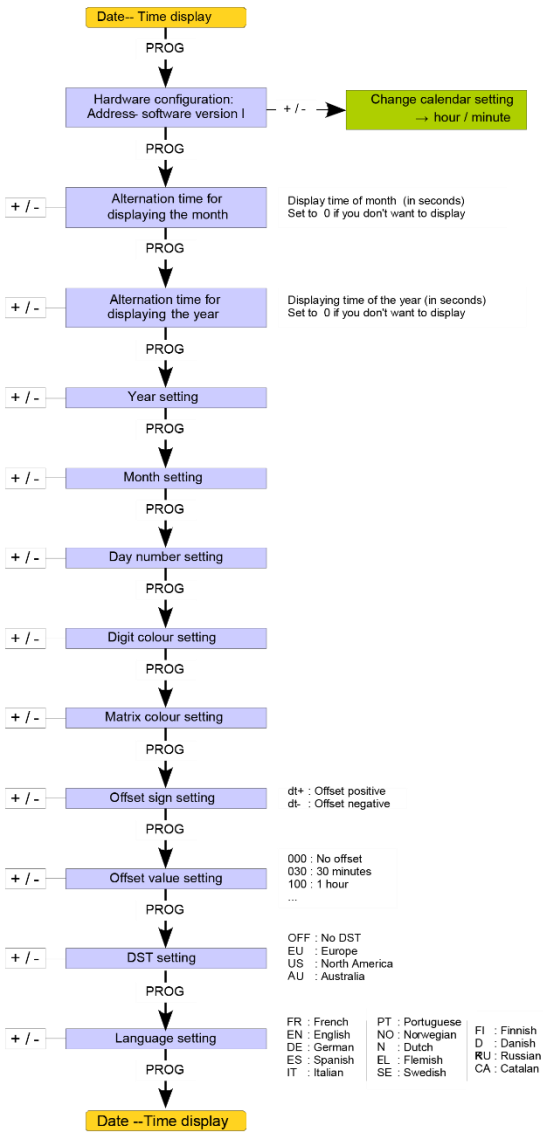 Date-- Time display
PROG
Hardware configuration:
Address- software version I
+ / -
Change calendar setting
→ hour / minute
PROG
+ / -
Alternation time for
displaying the month
Display time of month (in seconds)
Set to 0 if you don't want to display
PROG
+ / -
Alternation time for
displaying the year
Displaying time of the year (in seconds)
Set to 0 if you don't want to display
PROG
+ / -
Year setting
PROG
+ / -
Month setting
PROG
+ / -
Day number setting
PROG
+ / -
Digit colour setting
PROG
+ / -
Matrix colour setting
PROG
+ / -
Offset sign setting
dt+ : Offset positive
dt- : Offset negative
PROG
+ / -
Offset value setting
000 : No offset
030 : 30 minutes
100 : 1 hour
...
PROG
+ / -
DST setting
OFF : No DST
EU : Europe
US : North America
AU : Australia
PROG
+ / -
Language setting
FR : French
EN : English
DE : German
ES : Spanish
IT : Italian
PT : Portuguese
NO : Norwegian
N : Dutch
EL : Flemish
SE : Swedish
FI : Finnish
D : Danish
RU : Russian
CA : Catalan
PROG
Date --Time display